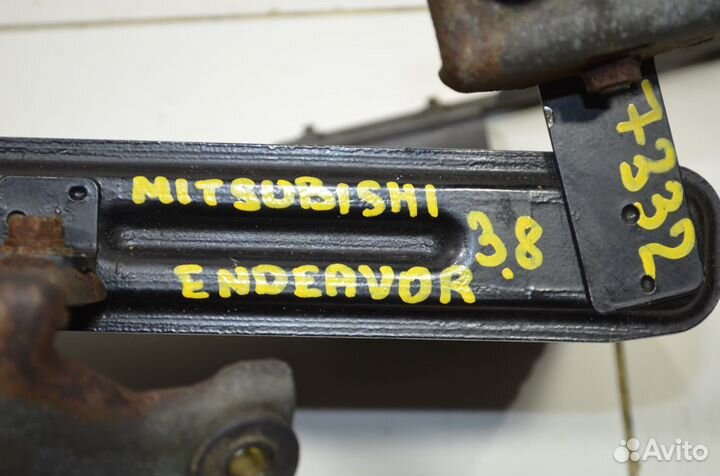 MITSUBISHI
ENDEAVOR 3.8
7332
Avito